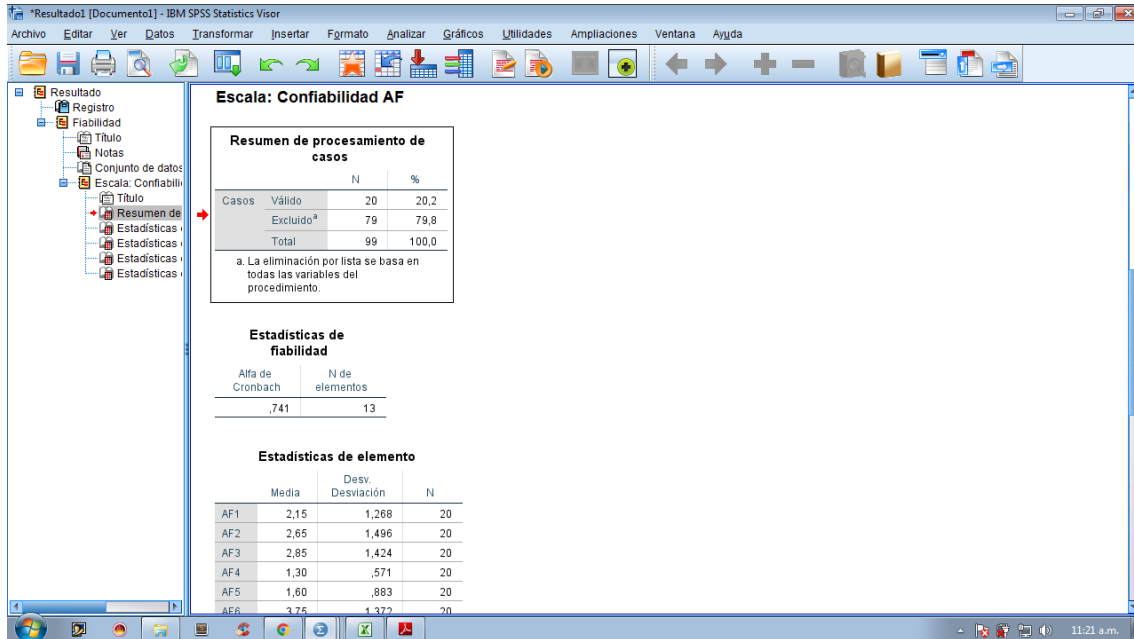 *Resultado1 [Documento1] - IBM SPSS Statistics Visor
Archivo Editar Ver Datos Transformar Insertar Formato Analizar Gráficos Utilidades Ampliaciones Ventana Ayuda
Resultado
Registro
Fiabilidad
Título
Notas
Conjunto de datos
Escala: Confiabili
Título
Resumen de
Estadísticas
Estadísticas
Estadísticas
Estadísticas
Escala: Confiabilidad AF
Resumen de procesamiento de
casos
N %
Casos Válido 20 20,2
Excluido a 79 79,8
Total 99 100,0
a. La eliminación por lista se basa en
todas las variables del
procedimiento.
Estadísticas de
fiabilidad
Alfa de
Cronbach
N de
elementos
,741 13
Estadísticas de elemento
Media Desv. Desviación N
AF1 2,15 1,268 20
AF2 2,65 1,496 20
AF3 2,85 1,424 20
AF4 1,30 ,571 20
AF5 1,60 ,883 20
AF6 3,75 1,372 20
11:21 a.m.